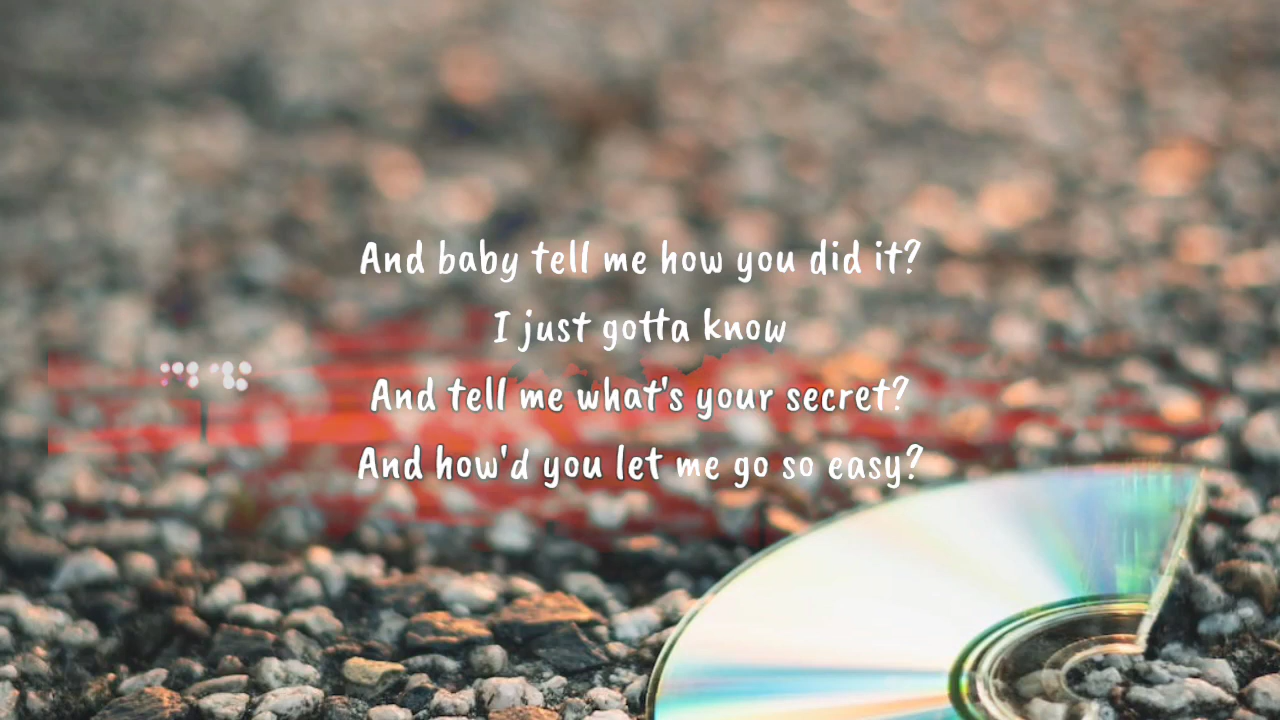 And baby tell me how you did it?
I just gotta know
And tell me what's your secret?
And how'd you let me go so easy?